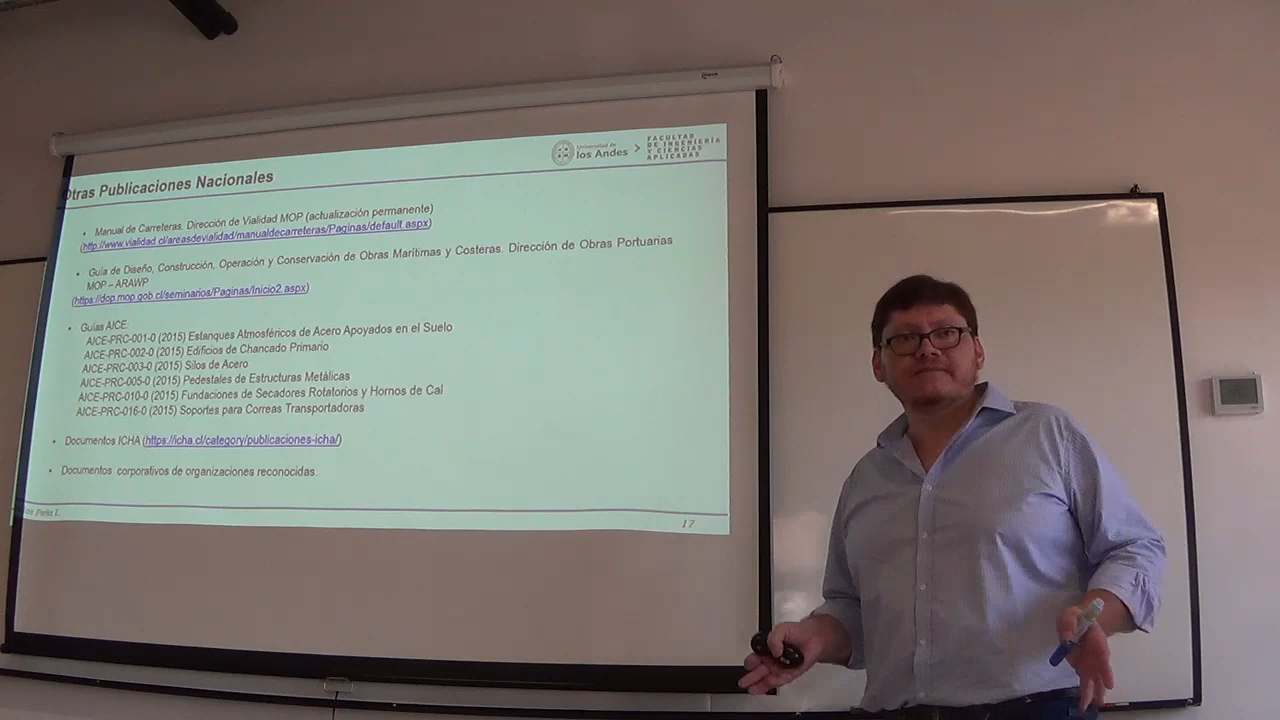 Universidad de
los Andes
FACULTAD
DE INGENIERÍA
Y CIENCIAS
APLICADAS
Otras Publicaciones Nacionales
• Manual de Carreteras. Dirección de Vialidad MOP (actualización permanente)
(http://www.vialidad.cl/areasdevialidad/manualdecarreteras/Paginas/default.aspx)
• Guía de Diseño, Construcción, Operación y Conservación de Obras Marítimas y Costeras. Dirección de Obras Portuarias
MOP – ARAWP
(https://dop.mop.gob.cl/seminarios/Paginas/Inicio2.aspx)
• Guías AICE:
AICE-PRC-001-0 (2015) Estanques Atmosféricos de Acero Apoyados en el Suelo
AICE-PRC-002-0 (2015) Edificios de Chancado Primario
AICE-PRC-003-0 (2015) Silos de Acero
AICE-PRC-005-0 (2015) Pedestales de Estructuras Metálicas
AICE-PRC-010-0 (2015) Fundaciones de Secadores Rotatorios y Hornos de Cal
AICE-PRC-016-0 (2015) Soportes para Correas Transportadoras
• Documentos ICHA (https://icha.cl/category/publicaciones-icha/)
• Documentos corporativos de organizaciones reconocidas.
Peña L.
17